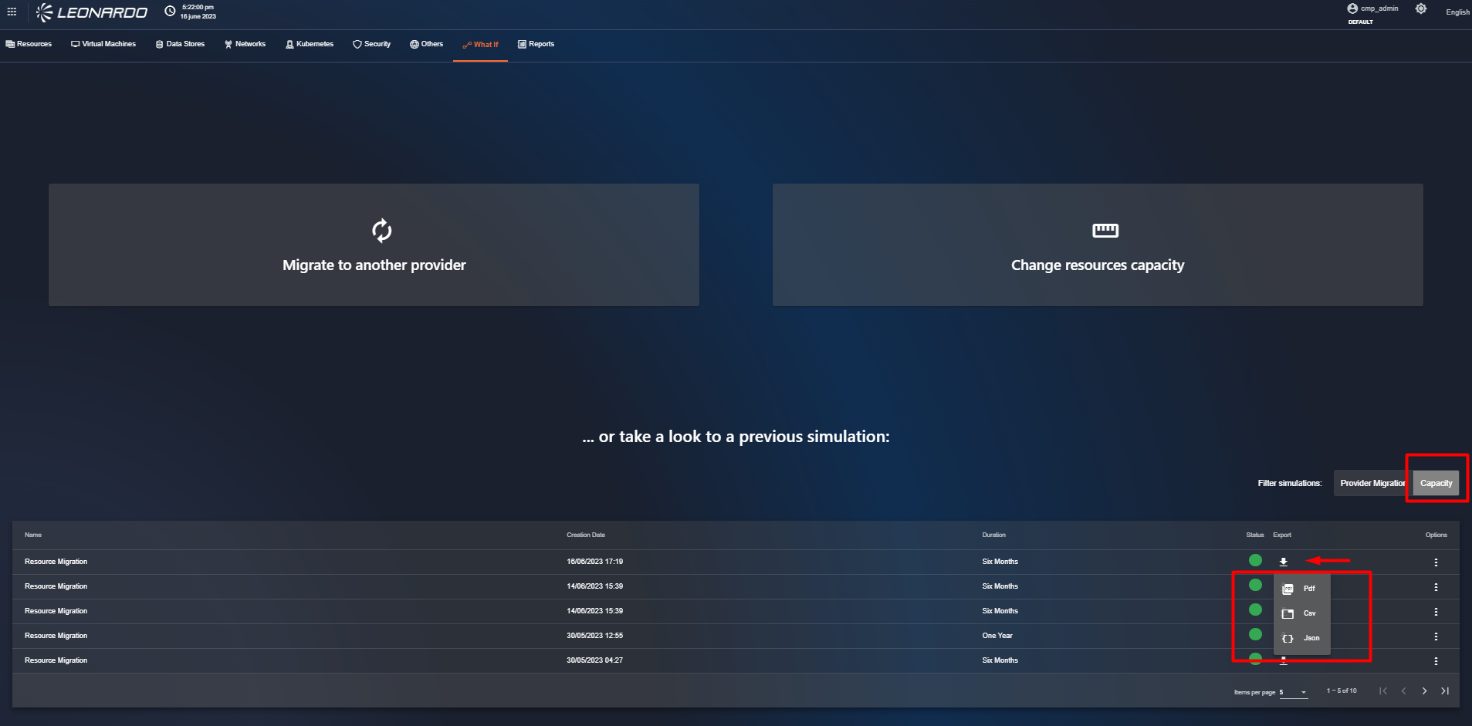 LEONARDO
5:22:00 pm
16 june 2023
cmp_admin
DEFAULT
English
Resources Virtual Machines Data Stores Networks Kubernetes Security Others What If Reports
Migrate to another provider
Change resources capacity
... or take a look to a previous simulation:
Filter simulations: Provider Migration Capacity
Name Creation Date Duration Status Export Options
Resource Migration 16/06/2023 17:19 Six Months
Resource Migration 14/06/2023 15:39 Six Months
Pdf
Resource Migration 14/06/2023 15:39 Six Months
Csv
Resource Migration 30/05/2023 12:55 One Year
Json
Resource Migration 30/05/2023 04:27 Six Months
Items per page 5 1 – 5 of 10